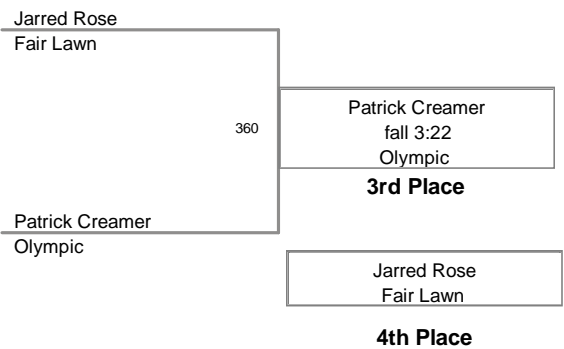 Jarred Rose
Fair Lawn
360
Patrick Creamer
fall 3:22
Olympic
3rd Place
Patrick Creamer
Olympic
Jarred Rose
Fair Lawn
4th Place